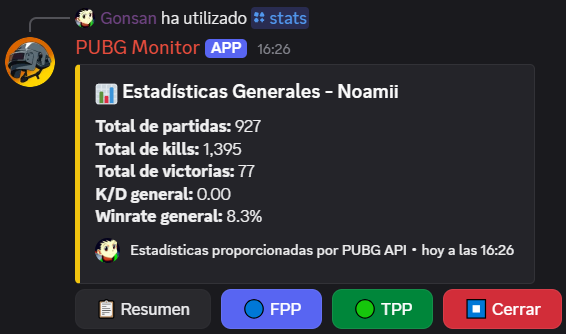 Gonsan ha utilizado stats
PUBG Monitor APP 16:26
Estadísticas Generales - Noamii
Total de partidas: 927
Total de kills: 1,395
Total de victorias: 77
K/D general: 0.00
Winrate general: 8.3%
Estadísticas proporcionadas por PUBG API • hoy a las 16:26
Resumen FPP TPP Cerrar